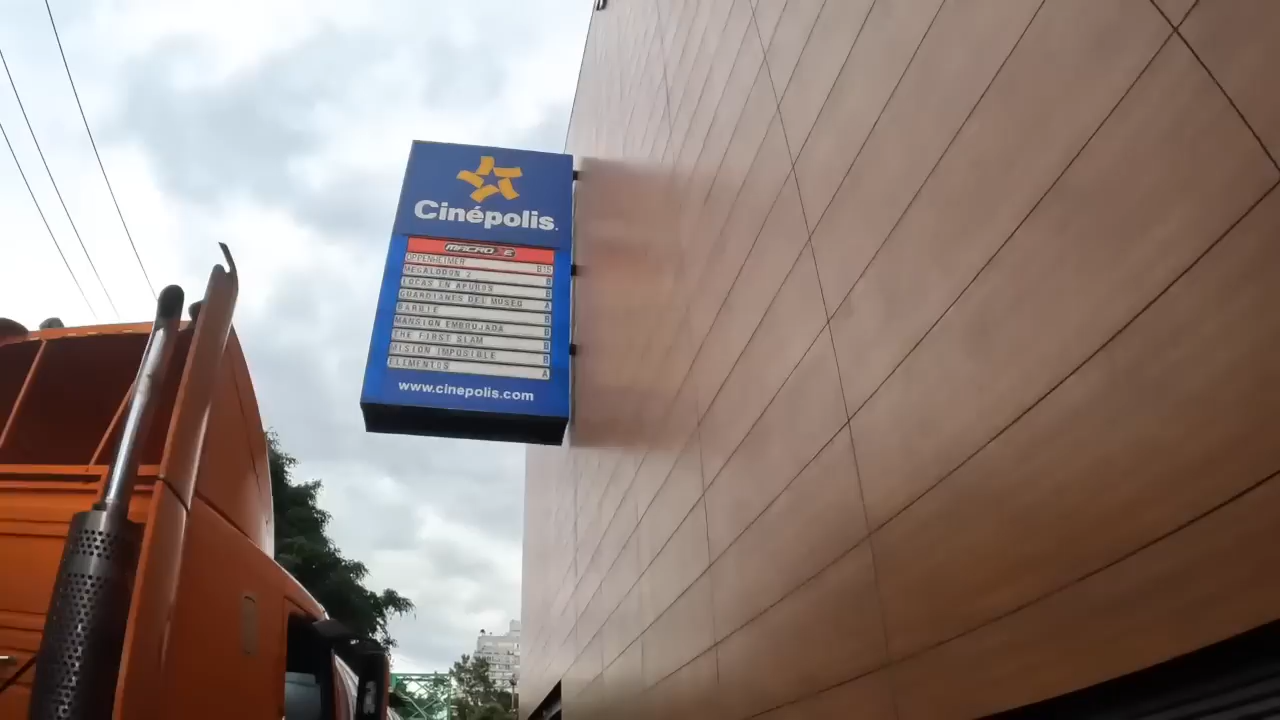 Cinépolis.
MACRO XE
OPPENHEIMER B15
MEGALODON 2 B
LOCAS EN APUROS B
GUARDIANES DEL MUSEO A
BARBIE B
MANSION EMBRUJADA B
THE FIRST SLAM B
MISION IMPOSIBLE B
ELEMENTOS A
www.cinepolis.com